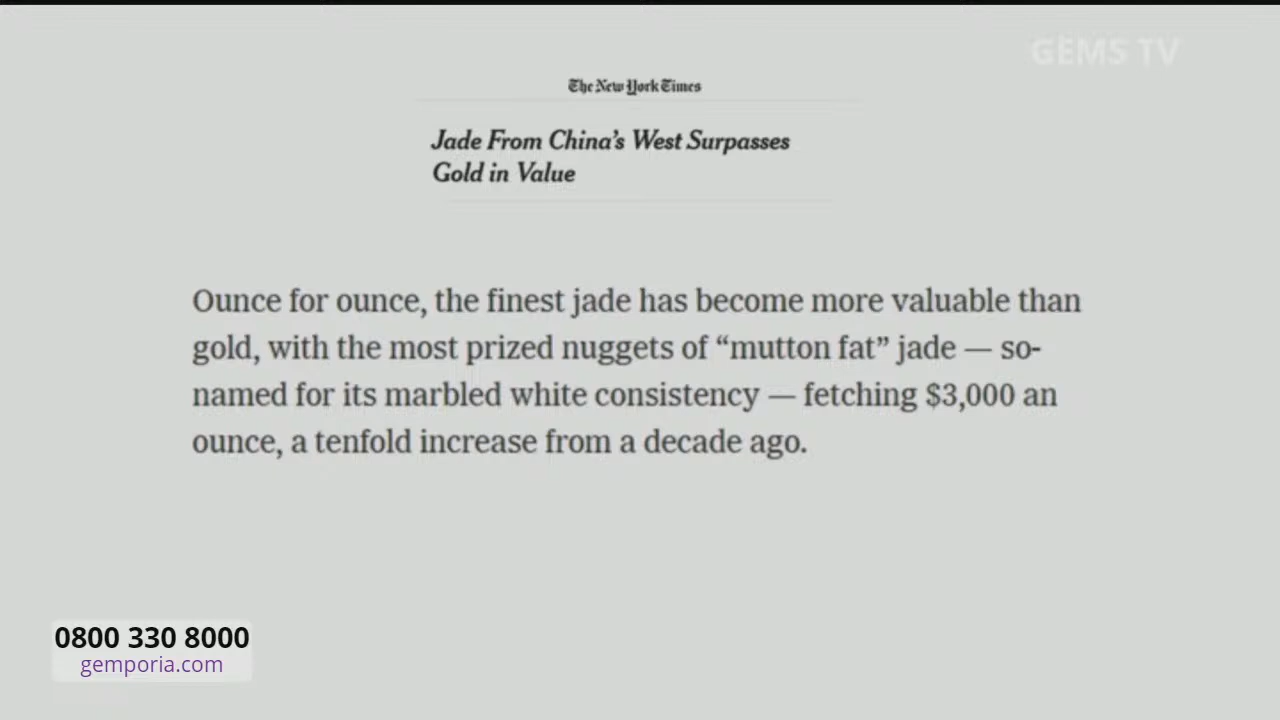 GEMS TV
The New York Times
Jade From China's West Surpasses
Gold in Value
Ounce for ounce, the finest jade has become more valuable than
gold, with the most prized nuggets of “mutton fat” jade — so-
named for its marbled white consistency — fetching $3,000 an
ounce, a tenfold increase from a decade ago.
0800 330 8000
gemporia.com